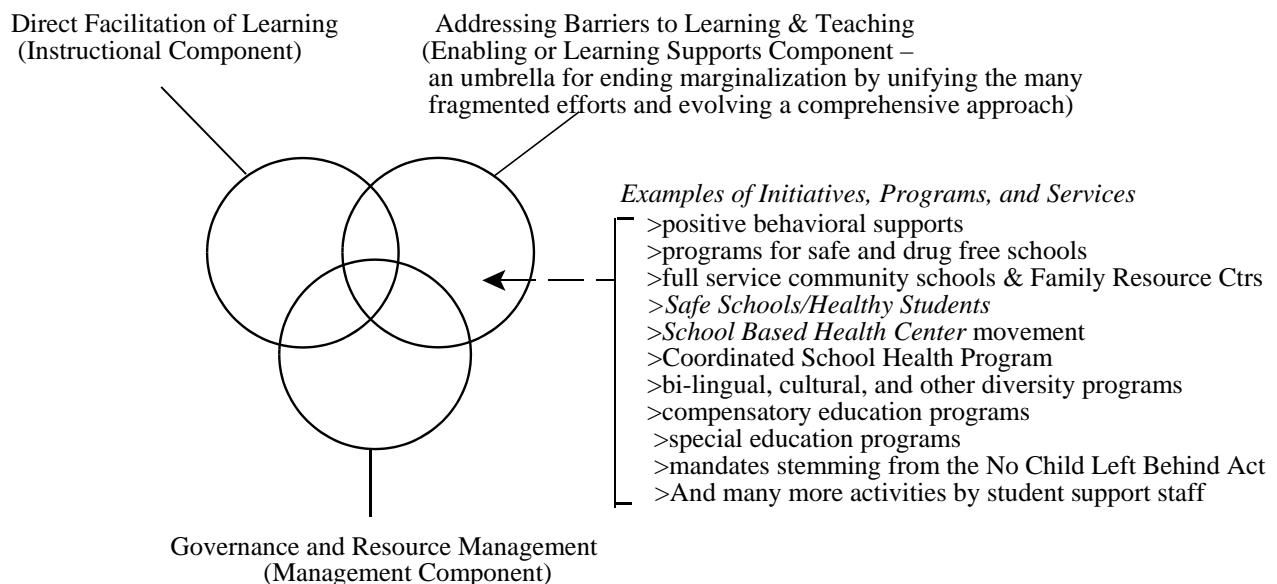 Direct Facilitation of Learning
(Instructional Component)
Addressing Barriers to Learning & Teaching
(Enabling or Learning Supports Component –
an umbrella for ending marginalization by unifying the many
fragmented efforts and evolving a comprehensive approach)
Examples of Initiatives, Programs, and Services
>positive behavioral supports
>programs for safe and drug free schools
>full service community schools & Family Resource Ctrs
>Safe Schools/Healthy Students
>School Based Health Center movement
>Coordinated School Health Program
>bi-lingual, cultural, and other diversity programs
>compensatory education programs
>special education programs
>mandates stemming from the No Child Left Behind Act
>And many more activities by student support staff
Governance and Resource Management
(Management Component)